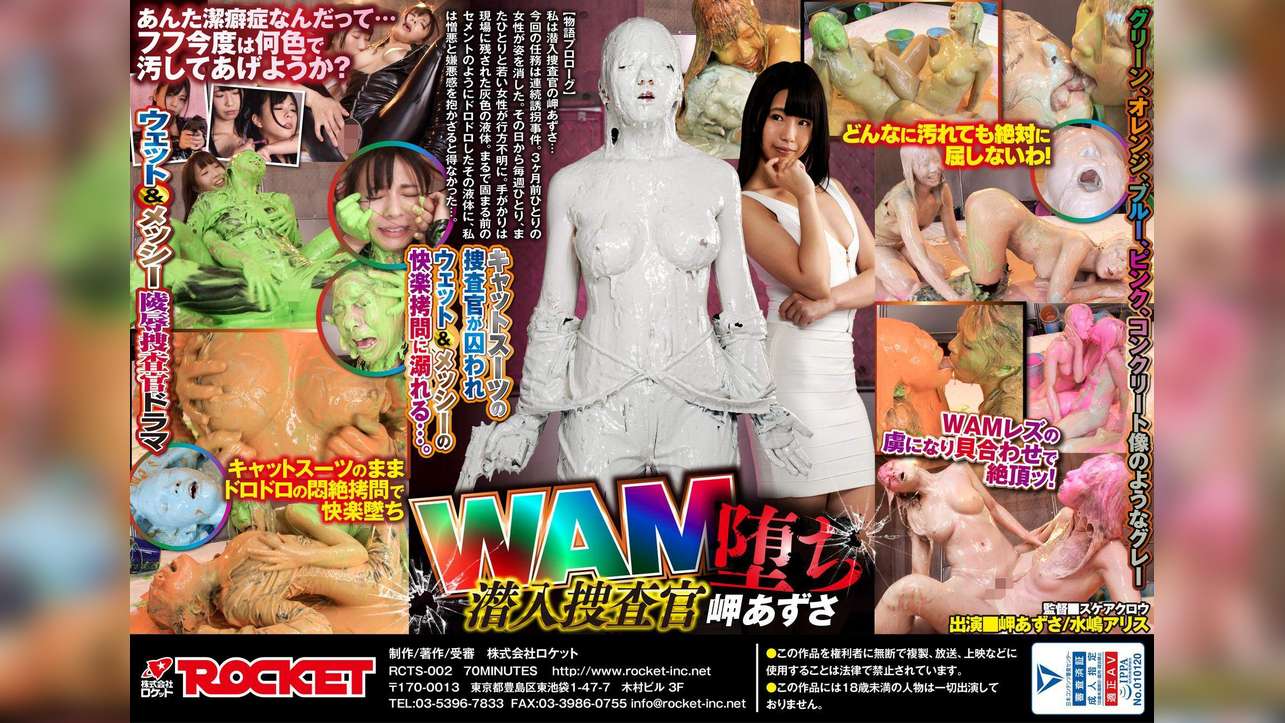 あんた潔癖症なんだって…
フフ今度は何色で
汚してあげようか?
ウェット&メッシー陵辱捜査官ドラマ
【物語プロローグ】
私は潜入捜査官の岬あずさ…
今回の任務は連続誘拐事件。3ヶ月前ひとりの
女性が姿を消した。その日から毎週ひとり、ま
たひとりと若い女性が行方不明に。手がかりは
現場に残された灰色の液体。まるで固まる前の
セメントのようにドロドロしたその液体に、私
は憎悪と嫌悪感を抱かざると得なかった…。
キャットスーツの
捜査官が囚われ
ウェット&メッシーの
快楽拷問に溺れる…。
キャットスーツのまま
ドロドロの悶絶拷問で
快楽墜ち
どんなに汚れても絶対に
屈しないわ!
グリーン、オレンジ、ブルー、ピンク、コンクリート像のようなグレー
WAMレズの
虜になり貝合わせで
絶頂ッ!
WAM堕ち
潜入捜査官 岬あずさ
監督■スケアクロウ
出演■岬あずさ/水嶋アリス
株式会社
ロケット
ROCKET
制作/著作/受審 株式会社ロケット
RCTS-002 70MINUTES http://www.rocket-inc.net
〒170-0013 東京都豊島区東池袋1-47-7 木村ビル 3F
TEL:03-5396-7833 FAX:03-3986-0755 info@rocket-inc.net
●この作品を権利者に無断で複製、放送、上映などに
使用することは法律で禁止されています。
●この作品には18歳未満の人物は一切出演して
おりません。
審査済証
成人指定
適正AV
IPPA
No.010120